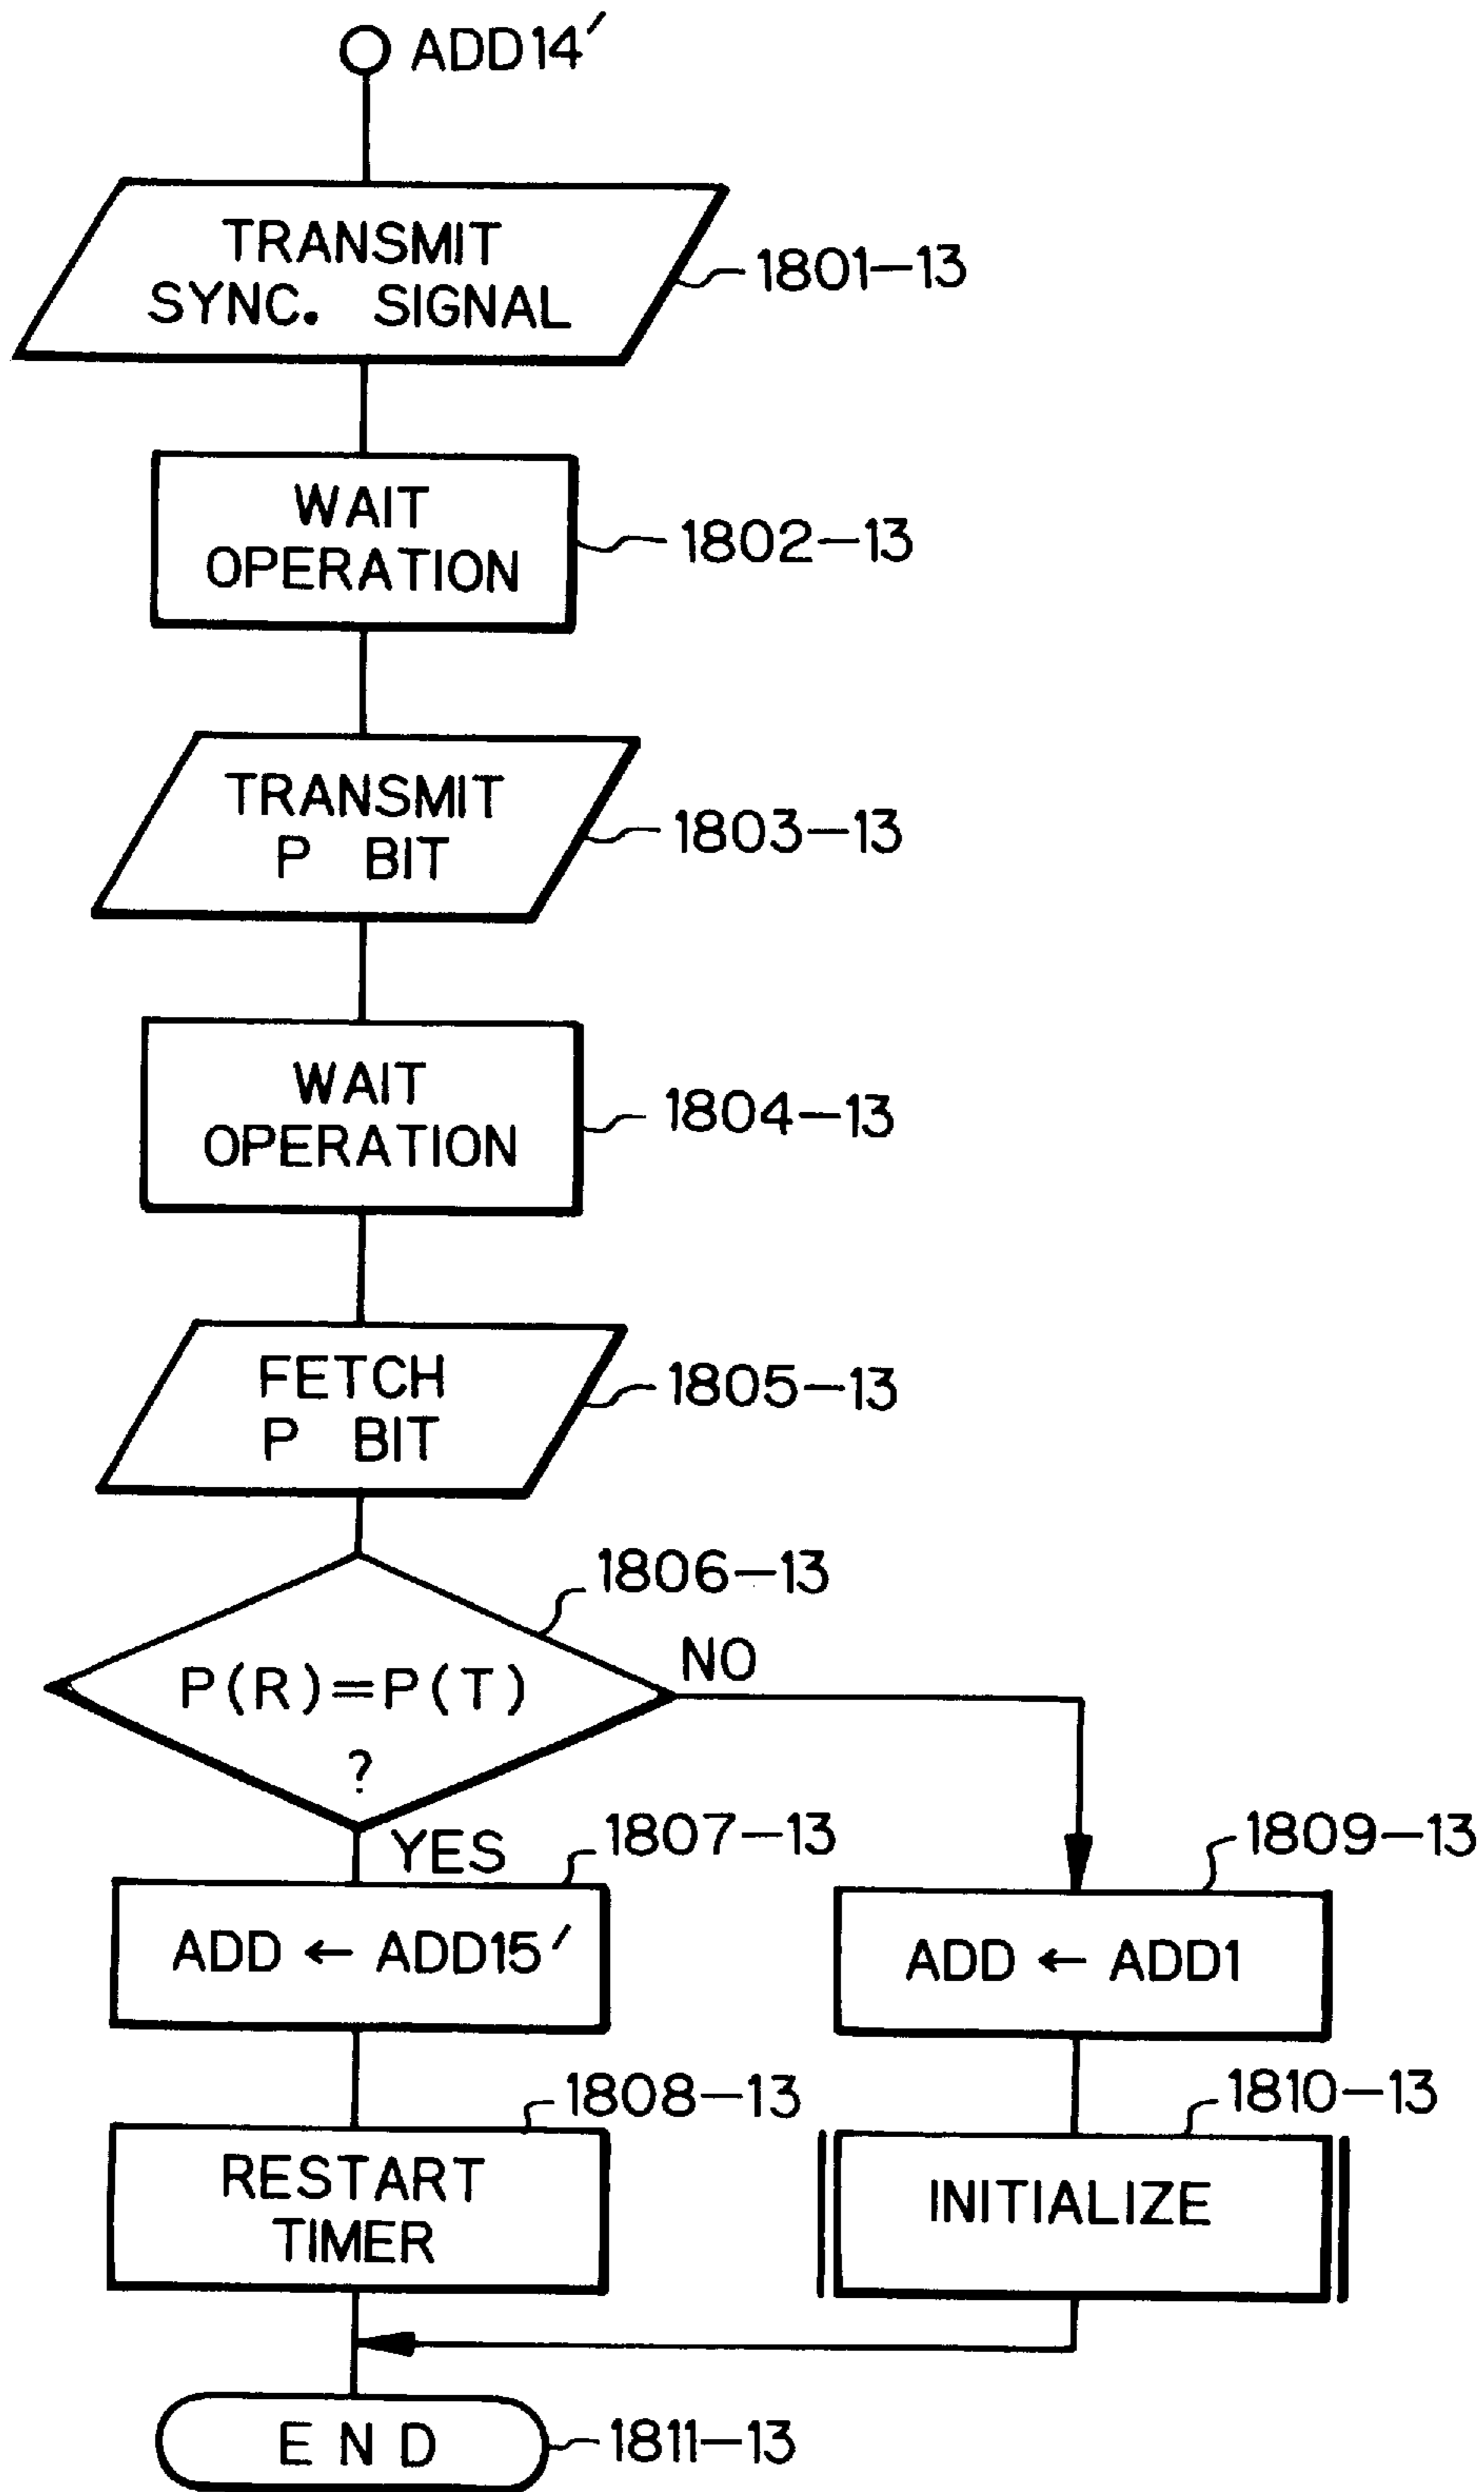 ADD14′
TRANSMIT
SYNC. SIGNAL
1801-13
WAIT
OPERATION
1802-13
TRANSMIT
P BIT
1803-13
WAIT
OPERATION
1804-13
FETCH
P BIT
1805-13
1806-13
P(R)=P(T)
?
NO
YES
1807-13
ADD ← ADD15′
1809-13
ADD ← ADD1
1808-13
RESTART
TIMER
1810-13
INITIALIZE
END
1811-13